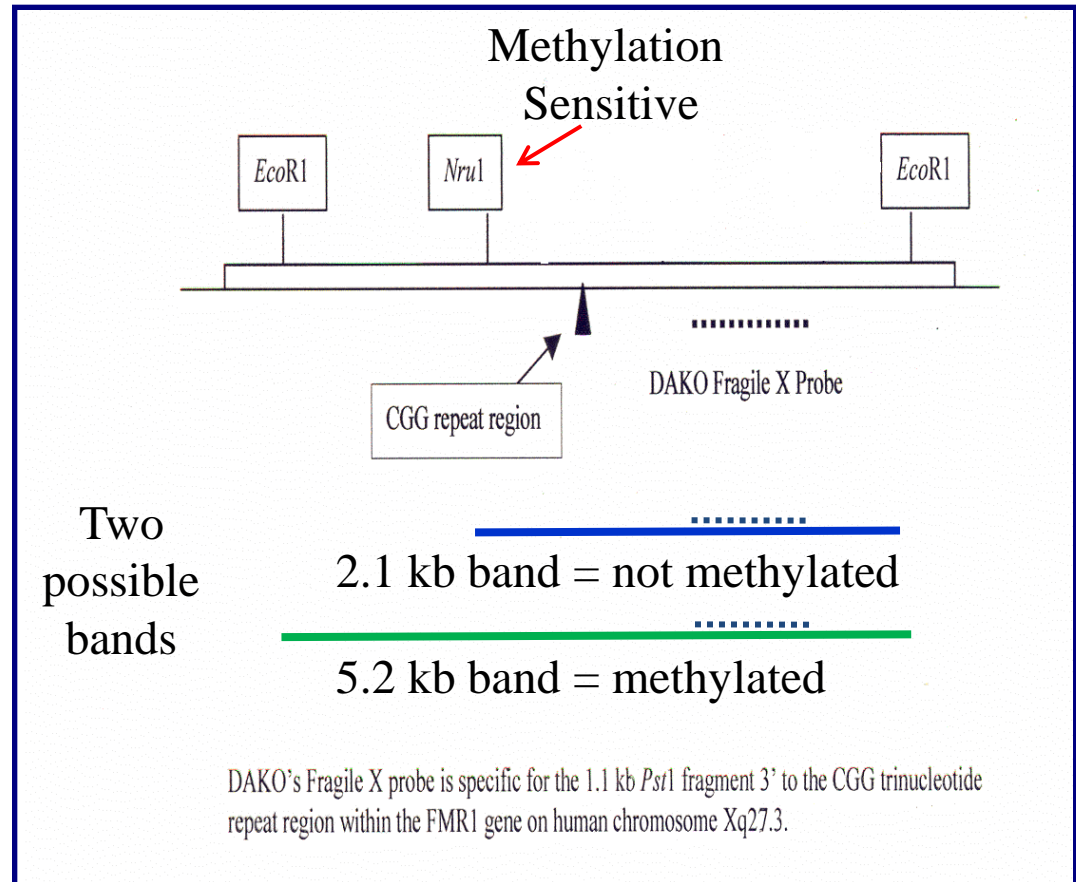 Methylation
Sensitive
EcoR1
Nru1
EcoR1
DAKO Fragile X Probe
CGG repeat region
Two
possible
bands
2.1 kb band = not methylated
5.2 kb band = methylated
DAKO's Fragile X probe is specific for the 1.1 kb Pst1 fragment 3' to the CGG trinucleotide
repeat region within the FMR1 gene on human chromosome Xq27.3.